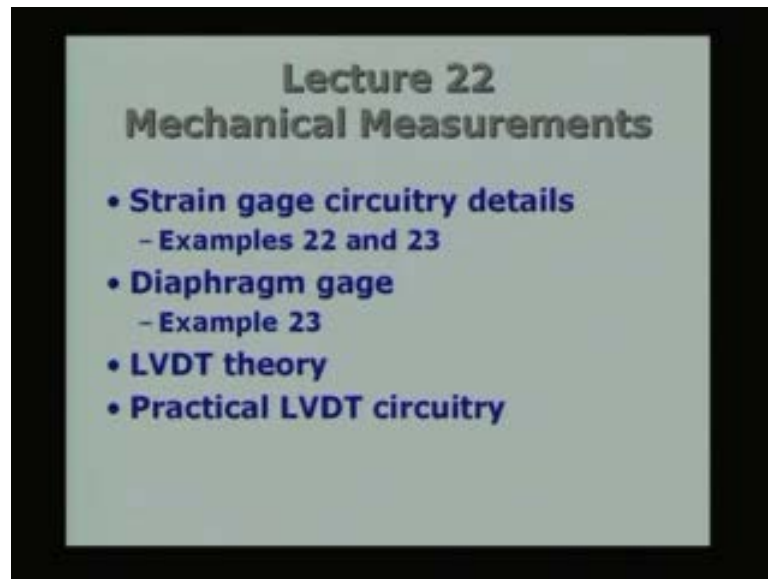 Lecture 22
Mechanical Measurements
• Strain gage circuitry details
– Examples 22 and 23
• Diaphragm gage
– Example 23
• LVDT theory
• Practical LVDT circuitry